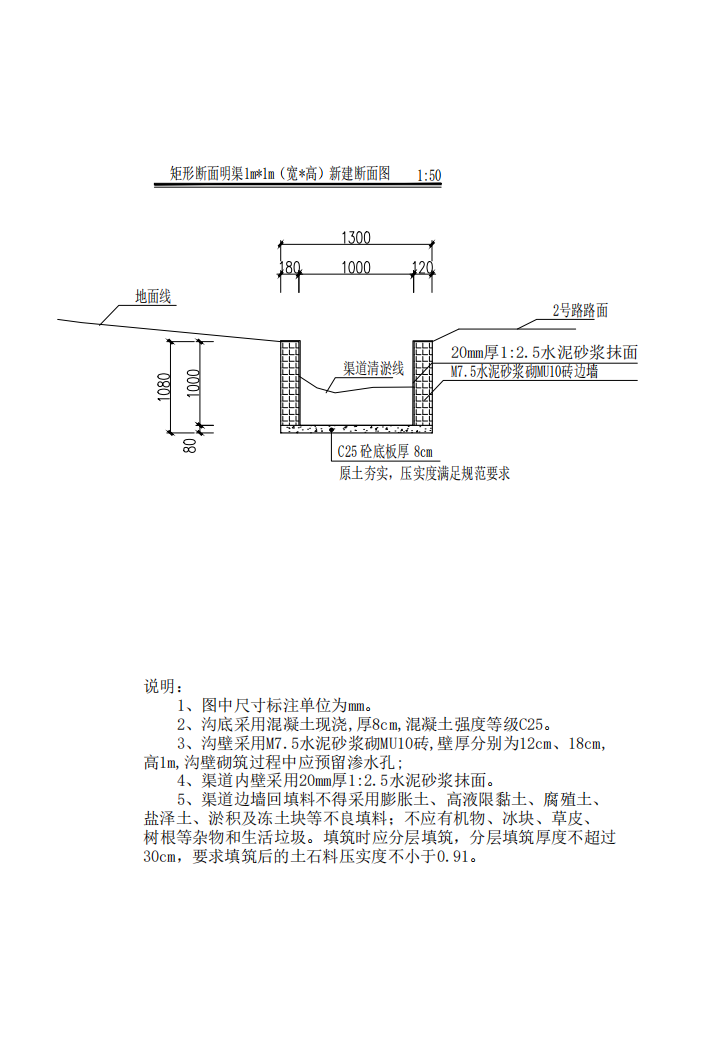 矩形断面明渠1m*1m（宽*高）新建断面图 1:50
1300
180 1000 120
地面线
2号路路面
20mm厚1:2.5水泥砂浆抹面
渠道清淤线
M7.5水泥砂浆砌MU10砖边墙
1080
1000
80
C25 砼底板厚 8cm
原土夯实，压实度满足规范要求
说明：
1、图中尺寸标注单位为mm。
2、沟底采用混凝土现浇,厚8cm,混凝土强度等级C25。
3、沟壁采用M7.5水泥砂浆砌MU10砖,壁厚分别为12cm、18cm,
高1m,沟壁砌筑过程中应预留渗水孔;
4、渠道内壁采用20mm厚1:2.5水泥砂浆抹面。
5、渠道边墙回填料不得采用膨胀土、高液限黏土、腐殖土、
盐泽土、淤积及冻土块等不良填料；不应有机物、冰块、草皮、
树根等杂物和生活垃圾。填筑时应分层填筑，分层填筑厚度不超过
30cm，要求填筑后的土石料压实度不小于0.91。